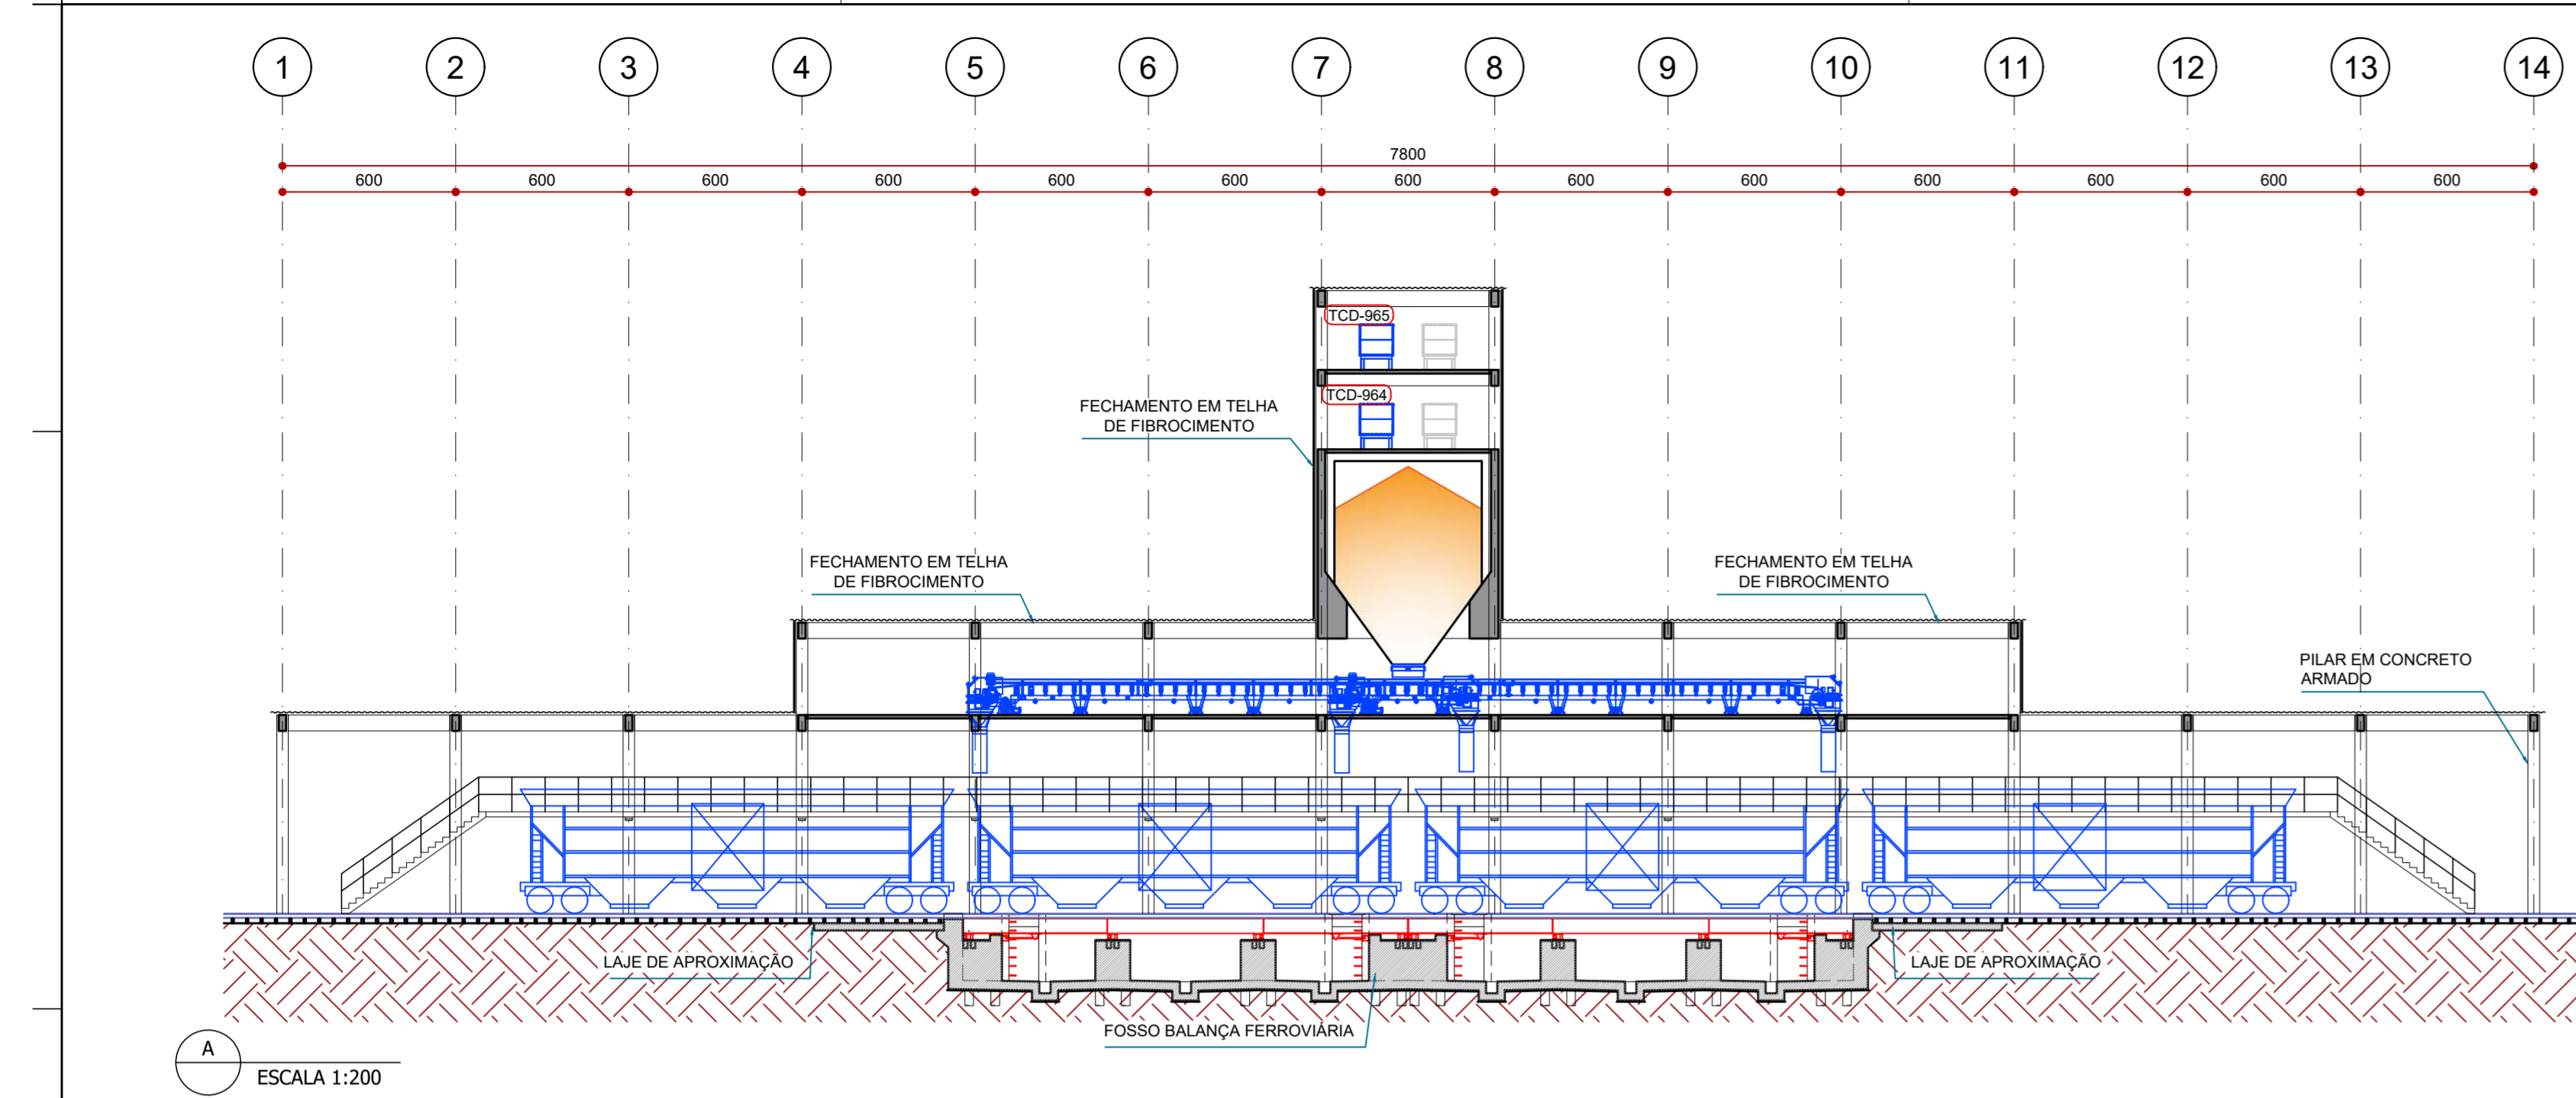 1 2 3 4 5 6 7 8 9 10 11 12 13 14
7800
600 600 600 600 600 600 600 600 600 600 600 600 600
TCD-965
TCD-964
FECHAMENTO EM TELHA
DE FIBROCIMENTO
FECHAMENTO EM TELHA
DE FIBROCIMENTO
FECHAMENTO EM TELHA
DE FIBROCIMENTO
PILAR EM CONCRETO
ARMADO
LAJE DE APROXIMAÇÃO
LAJE DE APROXIMAÇÃO
FOSSO BALANÇA FERROVIÁRIA
A
ESCALA 1:200